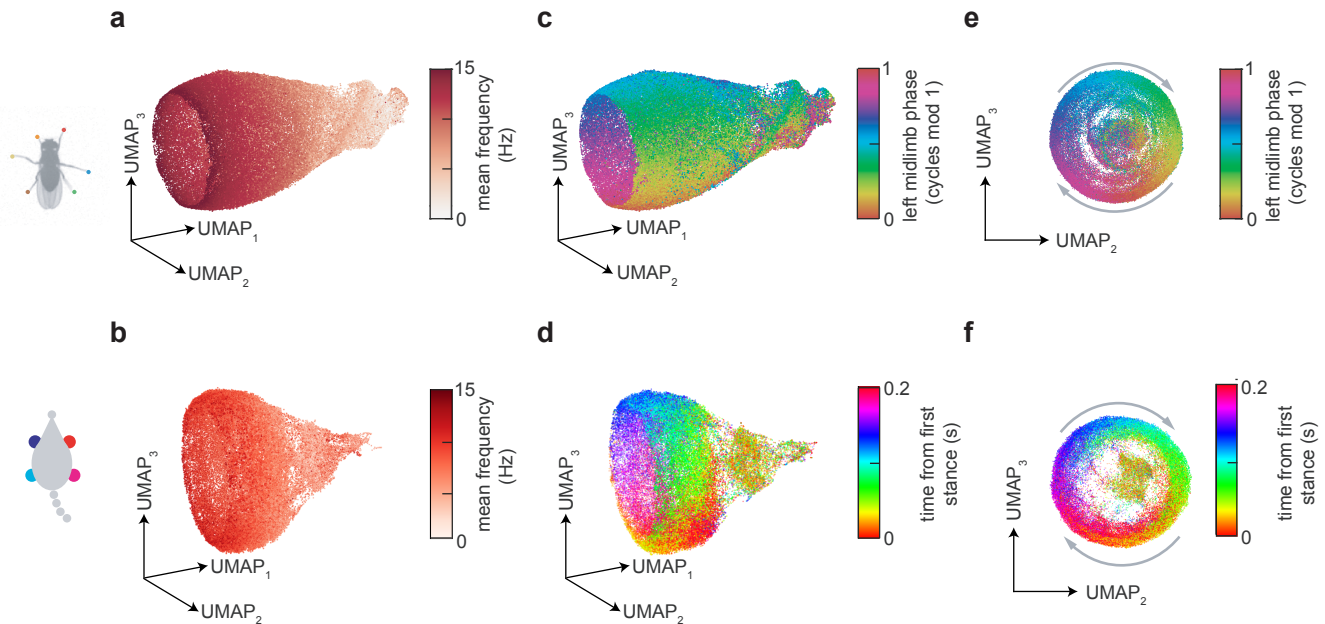 a
15
mean frequency
(Hz)
0
UMAP3
UMAP1
UMAP2
c
1
left midlimb phase
(cycles mod 1)
0
UMAP1
UMAP2
e
UMAP3
UMAP2
1
left midlimb phase
(cycles mod 1)
0
b
15
mean frequency
(Hz)
0
UMAP3
UMAP1
UMAP2
d
0.2
time from first
stance (s)
0
UMAP3
UMAP1
UMAP2
f
0.2
time from first
stance (s)
0
UMAP3
UMAP2
UMAP3